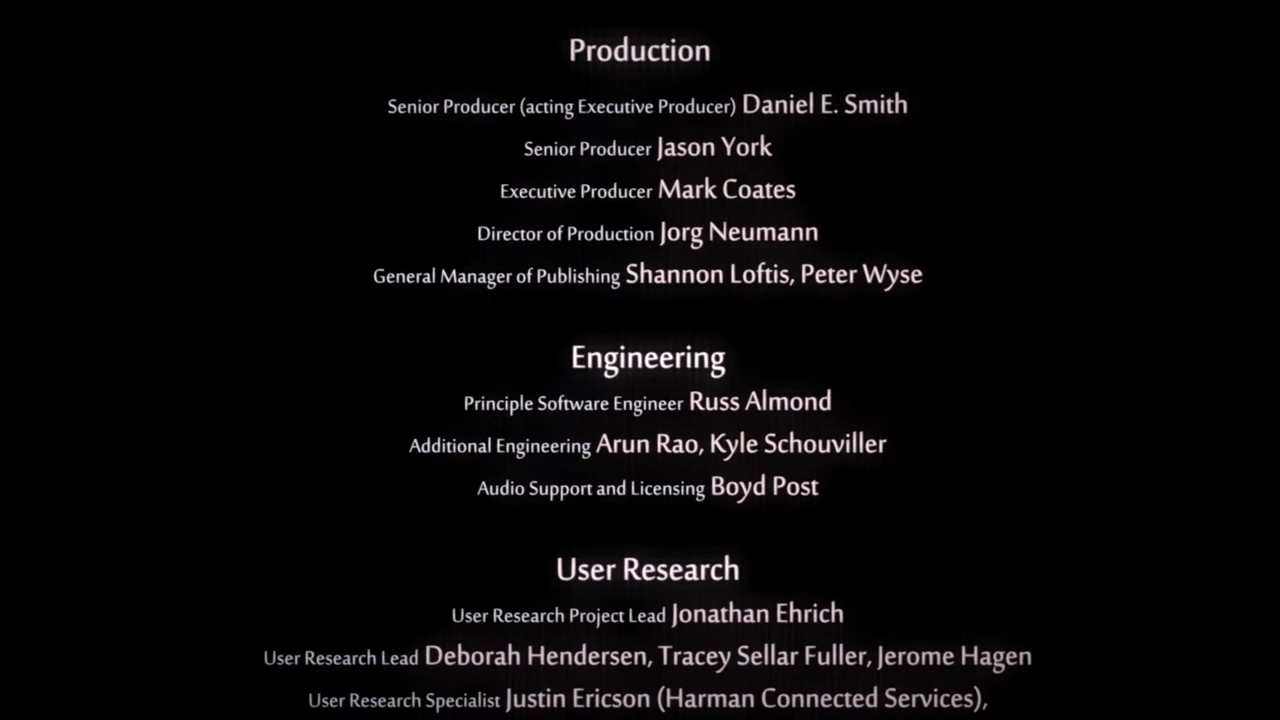 Production
Senior Producer (acting Executive Producer) Daniel E. Smith
Senior Producer Jason York
Executive Producer Mark Coates
Director of Production Jorg Neumann
General Manager of Publishing Shannon Loftis, Peter Wyse
Engineering
Principle Software Engineer Russ Almond
Additional Engineering Arun Rao, Kyle Schouviller
Audio Support and Licensing Boyd Post
User Research
User Research Project Lead Jonathan Ehrich
User Research Lead Deborah Hendersen, Tracey Sellar Fuller, Jerome Hagen
User Research Specialist Justin Ericson (Harman Connected Services),